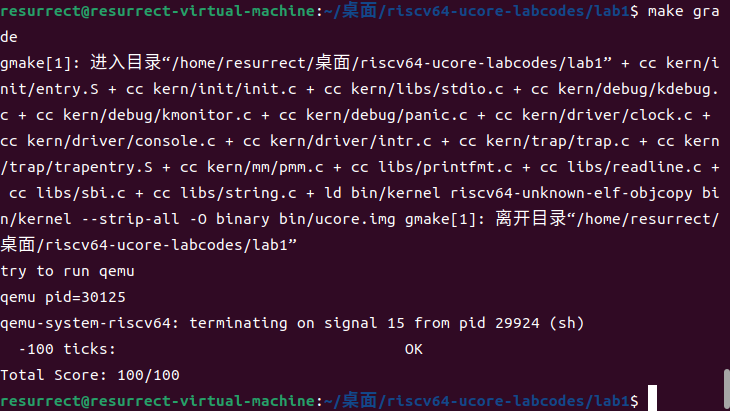 resurrect@resurrect-virtual-machine:~/桌面/riscv64-ucore-labcodes/lab1$ make gra
de
gmake[1]: 进入目录“/home/resurrect/桌面/riscv64-ucore-labcodes/lab1” + cc kern/i
nit/entry.S + cc kern/init/init.c + cc kern/libs/stdio.c + cc kern/debug/kdebug.
c + cc kern/debug/kmonitor.c + cc kern/debug/panic.c + cc kern/driver/clock.c +
cc kern/driver/console.c + cc kern/driver/intr.c + cc kern/trap/trap.c + cc kern
/trap/trapentry.S + cc kern/mm/pmm.c + cc libs/printfmt.c + cc libs/readline.c +
 cc libs/sbi.c + cc libs/string.c + ld bin/kernel riscv64-unknown-elf-objcopy bi
n/kernel --strip-all -O binary bin/ucore.img gmake[1]: 离开目录“/home/resurrect/
桌面/riscv64-ucore-labcodes/lab1”
try to run qemu
qemu pid=30125
qemu-system-riscv64: terminating on signal 15 from pid 29924 (sh)
  -100 ticks:                                OK
Total Score: 100/100
resurrect@resurrect-virtual-machine:~/桌面/riscv64-ucore-labcodes/lab1$